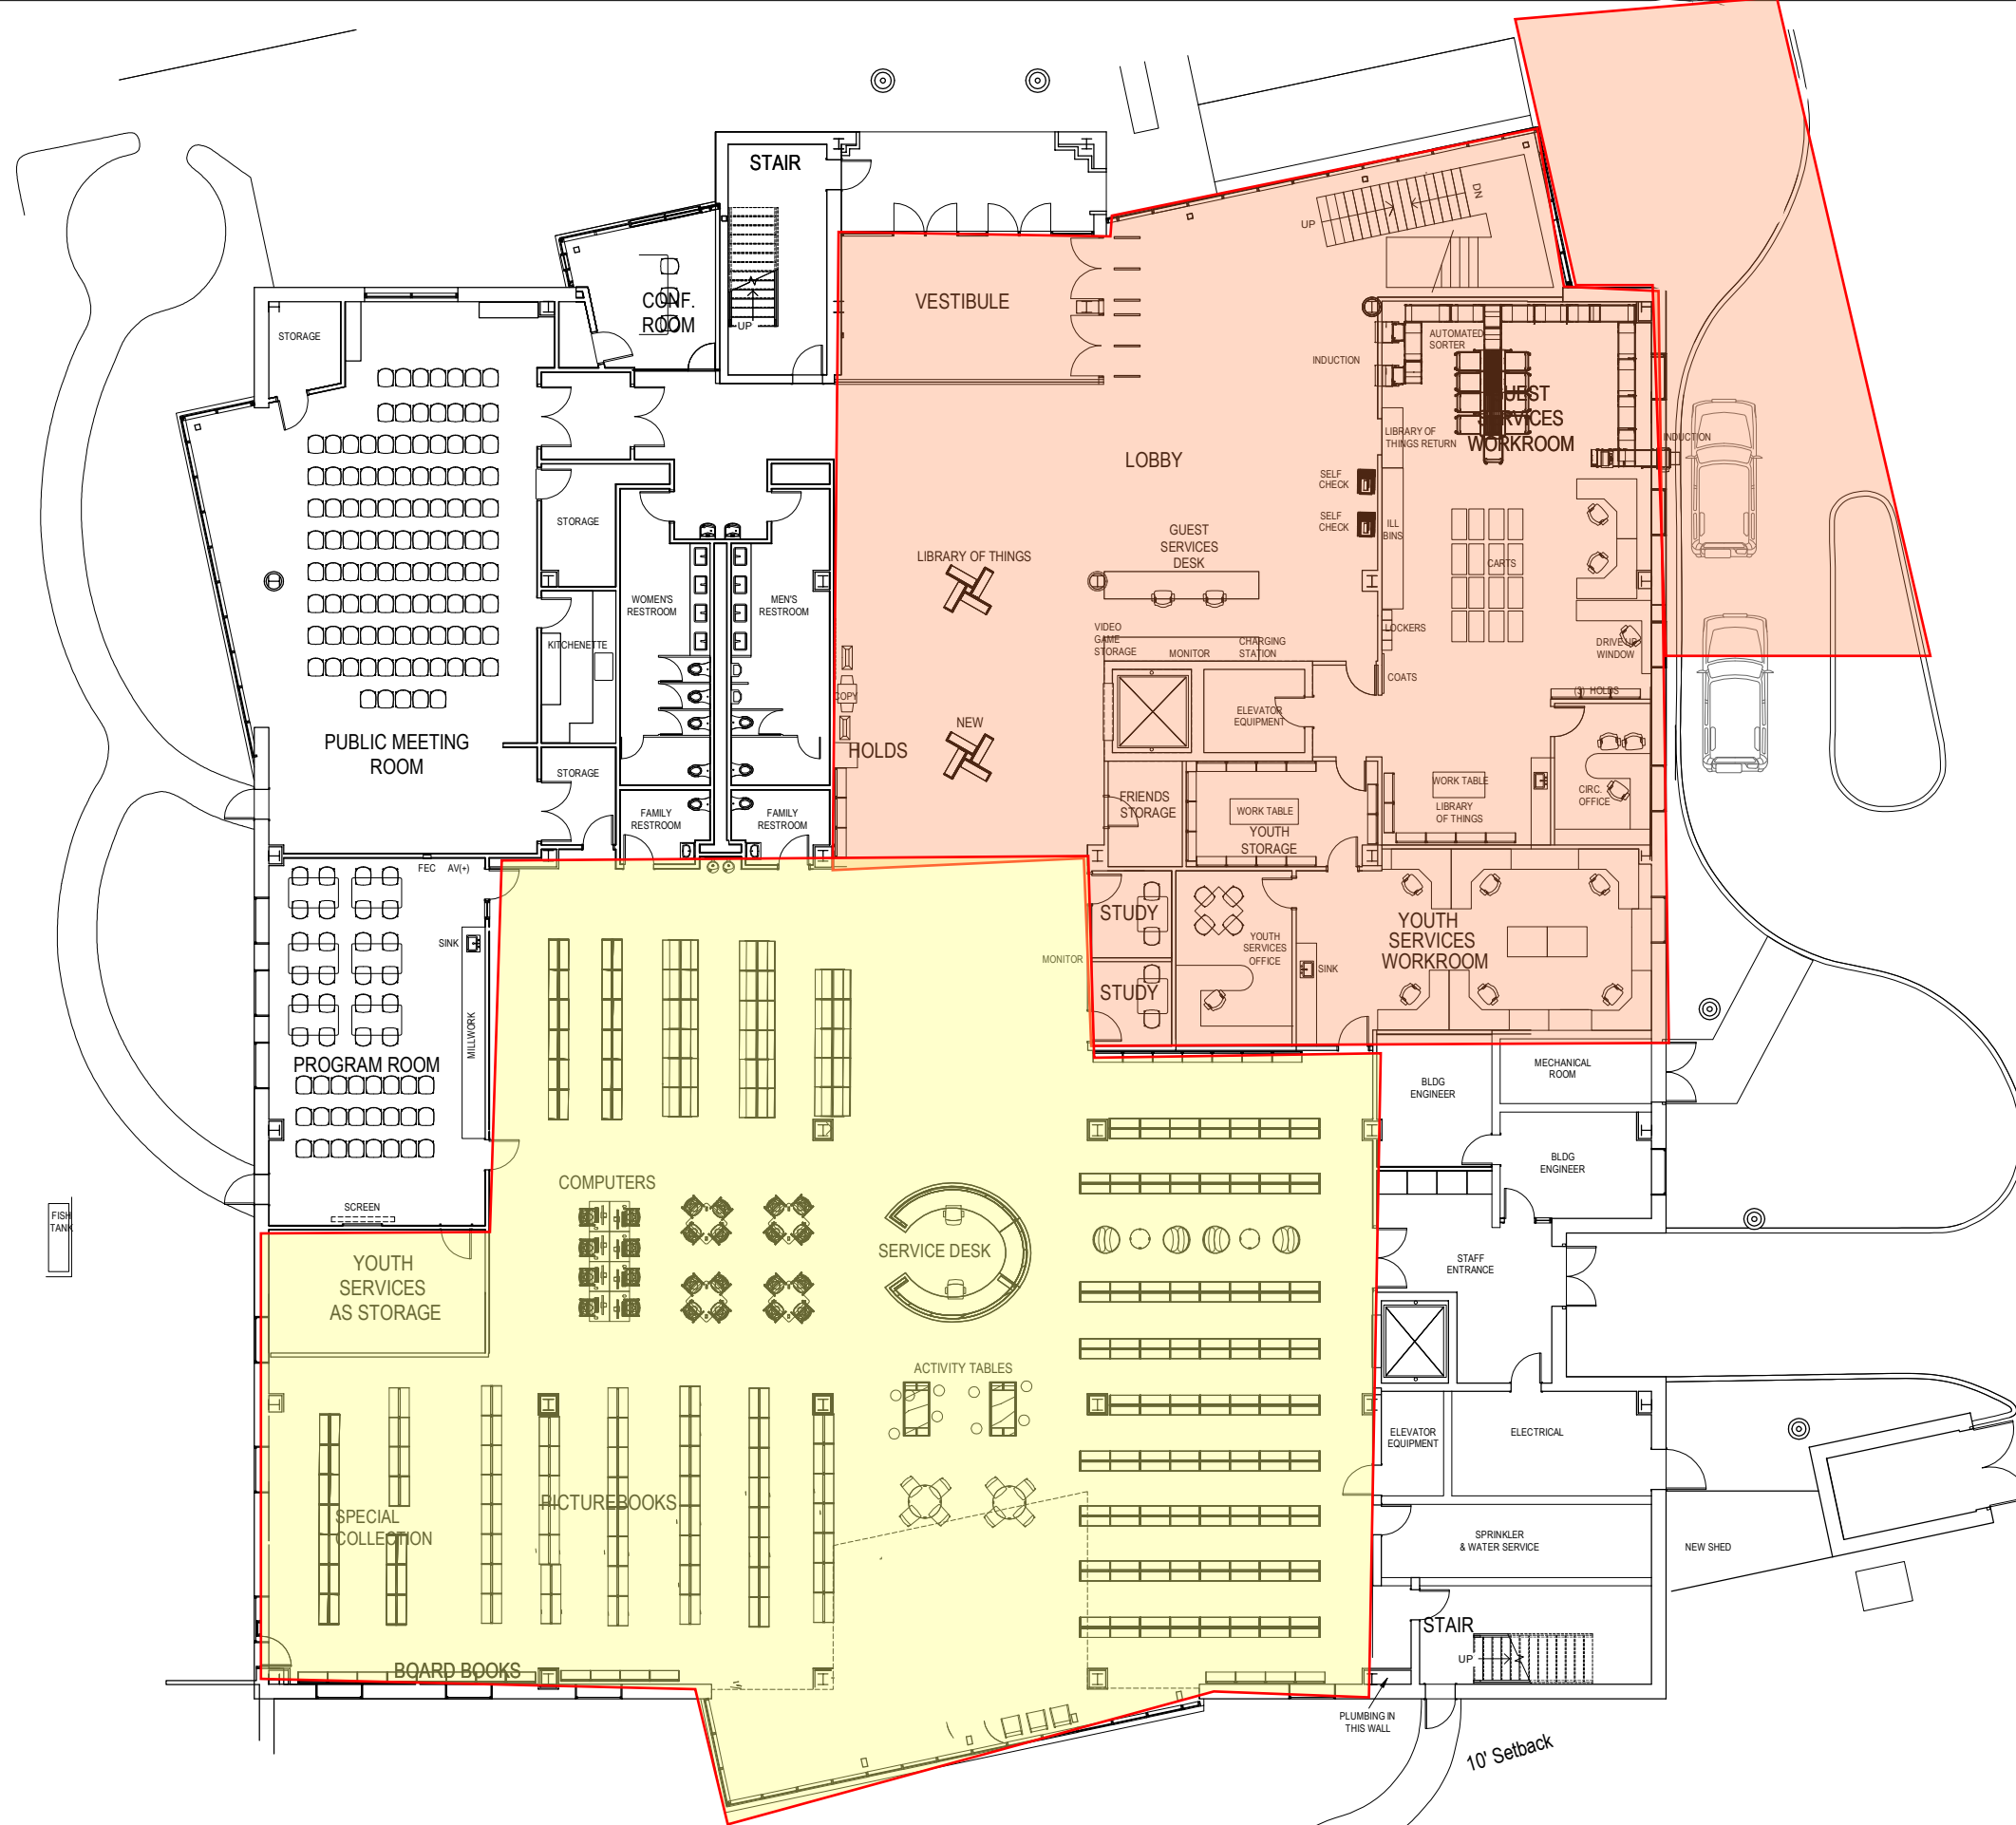 STAIR
UP
CONF.
ROOM
STORAGE
VESTIBULE
UP
DN
INDUCTION
AUTOMATED
SORTER
GUEST
SERVICES
WORKROOM
LIBRARY OF
THINGS RETURN
INDUCTION
LOBBY
SELF
CHECK
SELF
CHECK
ILL
BINS
GUEST
SERVICES
DESK
CARTS
STORAGE
LIBRARY OF THINGS
WOMEN'S
RESTROOM
MEN'S
RESTROOM
KITCHENETTE
VIDEO
GAME
STORAGE
MONITOR
CHARGING
STATION
LOCKERS
DRIVE UP
WINDOW
COATS
(3) HOLDS
COPY
ELEVATOR
EQUIPMENT
NEW
HOLDS
PUBLIC MEETING
ROOM
STORAGE
FAMILY
RESTROOM
FAMILY
RESTROOM
FRIENDS
STORAGE
WORK TABLE
YOUTH
STORAGE
WORK TABLE
LIBRARY
OF THINGS
CIRC.
OFFICE
FEC
AV(+)
SINK
MILLWORK
PROGRAM ROOM
SCREEN
STUDY
MONITOR
STUDY
YOUTH
SERVICES
OFFICE
SINK
YOUTH
SERVICES
WORKROOM
BLDG
ENGINEER
MECHANICAL
ROOM
BLDG
ENGINEER
COMPUTERS
SERVICE DESK
STAFF
ENTRANCE
FISH
TANK
YOUTH
SERVICES
AS STORAGE
ACTIVITY TABLES
ELEVATOR
EQUIPMENT
ELECTRICAL
SPECIAL
COLLECTION
PICTUREBOOKS
SPRINKLER
& WATER SERVICE
NEW SHED
STAIR
UP
BOARD BOOKS
PLUMBING IN
THIS WALL
10' Setback